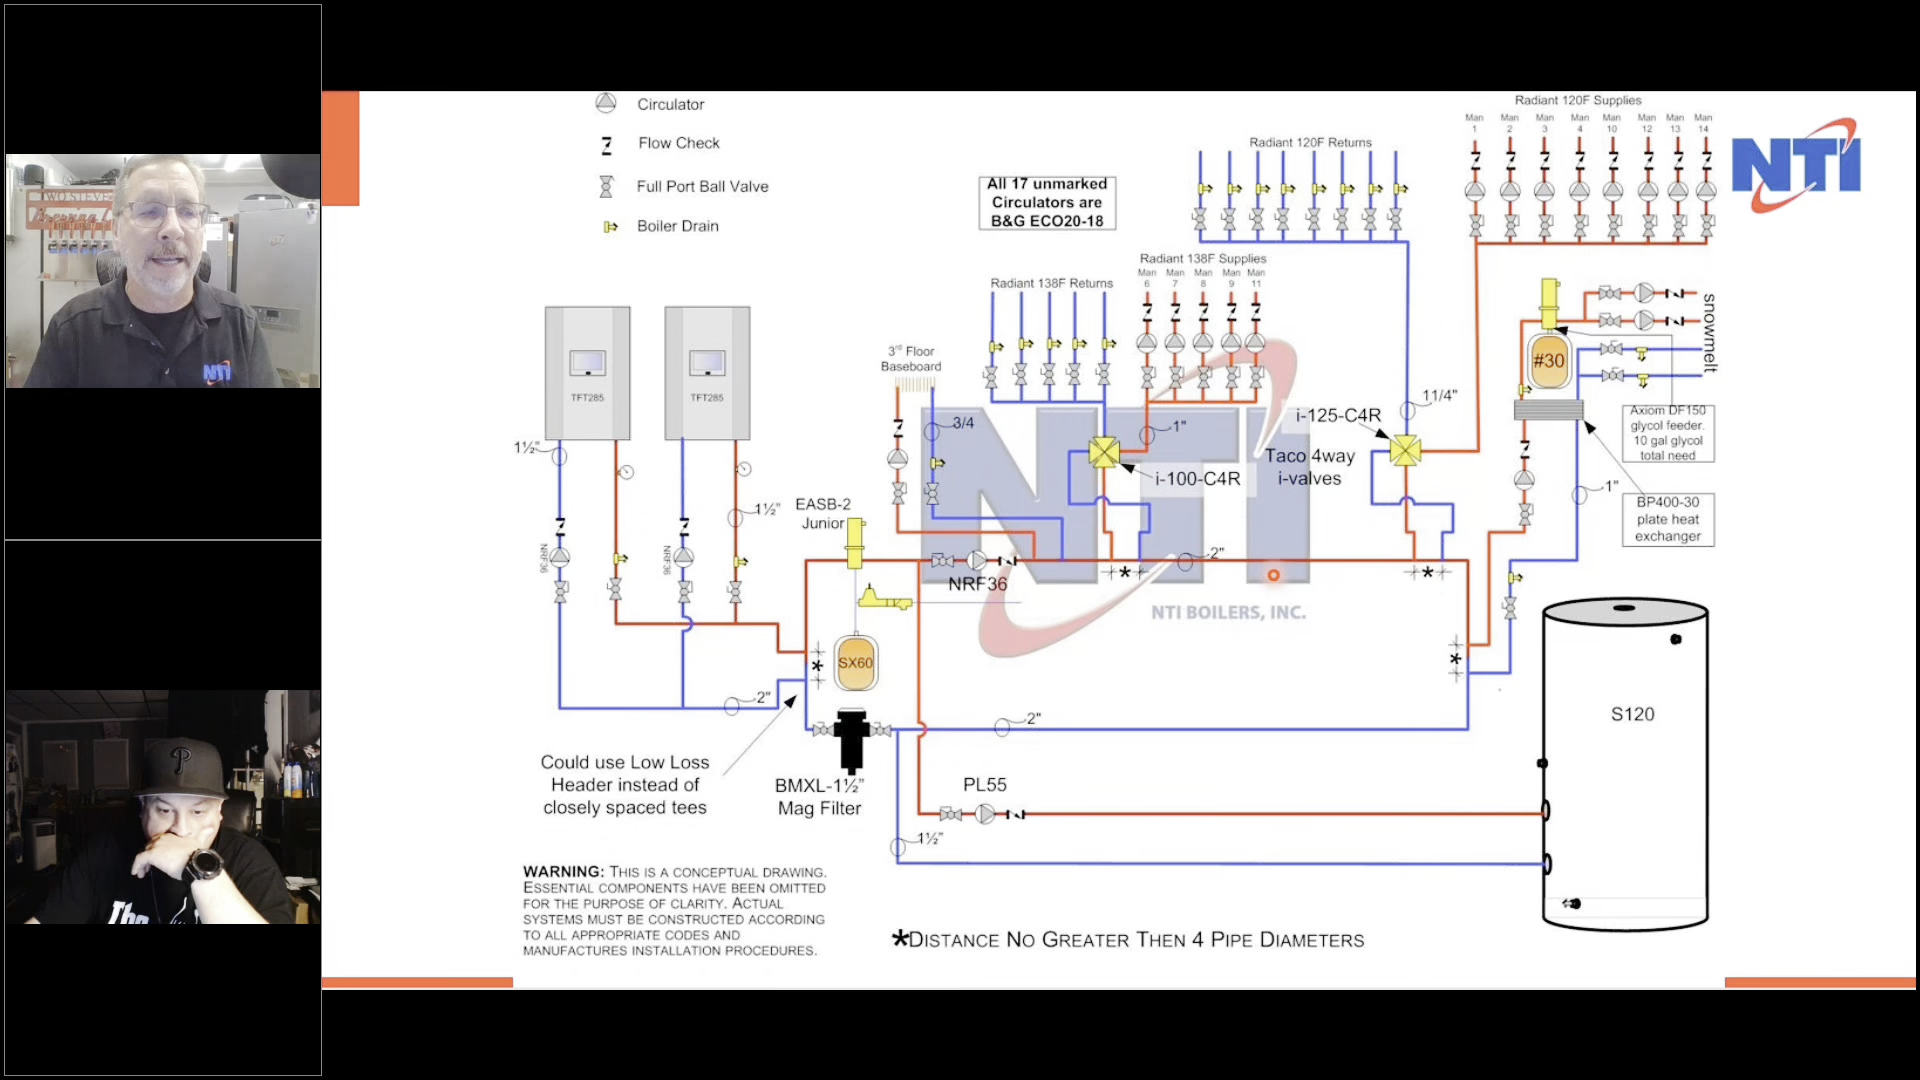 Circulator
Flow Check
Full Port Ball Valve
Boiler Drain
All 17 unmarked
Circulators are
B&G ECO20-18
Radiant 120F Returns
Radiant 120F Supplies
Man Man Man Man Man Man Man Man
1 2 3 4 10 12 13 14
NTI
Radiant 138F Returns
Radiant 138F Supplies
Man Man Man Man Man
6 7 8 9 11
3rd Floor
Baseboard
TFT285
TFT285
1½"
1½"
NRF36
NRF36
EASB-2
Junior
3/4
1"
i-100-C4R
i-125-C4R
Taco 4way
i-valves
11/4"
#30
snowmelt
Axiom DF150
glycol feeder.
10 gal glycol
total need
1"
BP400-30
plate heat
exchanger
NRF36
*
2"
*
NTI
NTI BOILERS, INC.
*
SX60
*
2"
2"
S120
Could use Low Loss
Header instead of
closely spaced tees
BMXL-1½"
Mag Filter
PL55
1½"
WARNING: THIS IS A CONCEPTUAL DRAWING.
ESSENTIAL COMPONENTS HAVE BEEN OMITTED
FOR THE PURPOSE OF CLARITY. ACTUAL
SYSTEMS MUST BE CONSTRUCTED ACCORDING
TO ALL APPROPRIATE CODES AND
MANUFACTURES INSTALLATION PROCEDURES.
*DISTANCE NO GREATER THEN 4 PIPE DIAMETERS
TWO STEVE
NTI
P
The